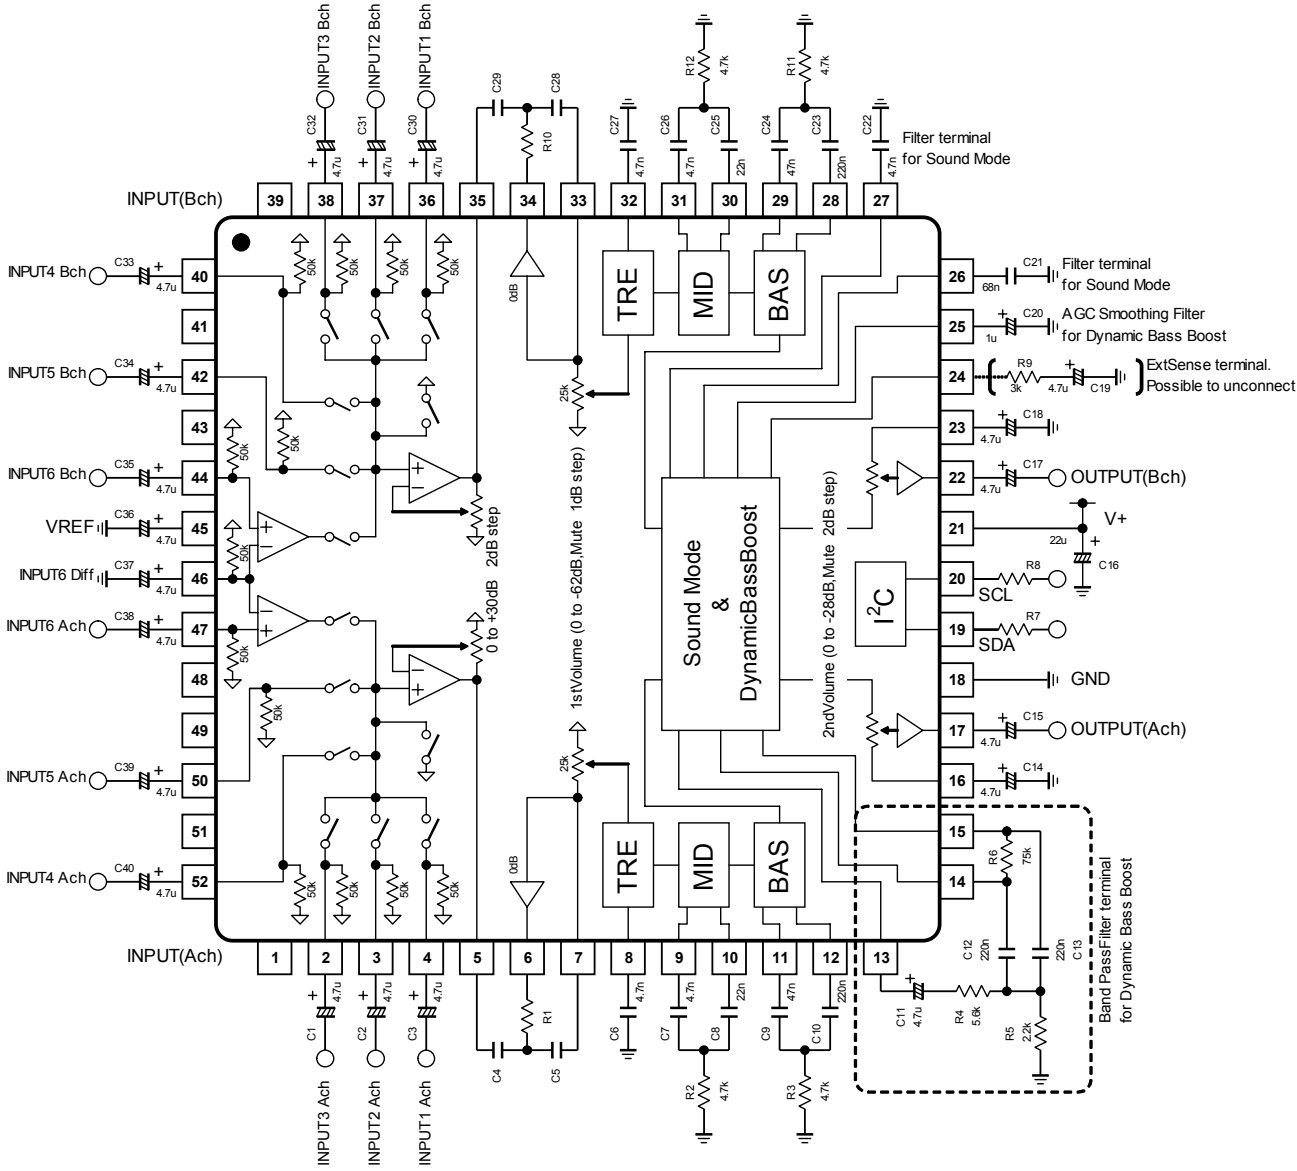 INPUT3 Bch
INPUT2 Bch
INPUT1 Bch
C32
4.7u
+
C31
4.7u
+
C30
4.7u
+
C29
C28
R10
C27
4.7n
R12
4.7k
C26
4.7n
C25
22n
R11
4.7k
C24
47n
C23
220n
C22
4.7n
Filter terminal
for Sound Mode
INPUT(Bch)
39
38
37
36
35
34
33
32
31
30
29
28
27
INPUT4 Bch
C33
+
4.7u
40
41
INPUT5 Bch
C34
+
4.7u
42
43
INPUT6 Bch
C35
+
4.7u
44
VREF
C36
+
4.7u
45
INPUT6 Diff
C37
+
4.7u
46
INPUT6 Ach
C38
+
4.7u
47
48
49
INPUT5 Ach
C39
+
4.7u
50
51
INPUT4 Ach
C40
+
4.7u
52
50k
50k
50k
50k
50k
50k
50k
50k
50k
50k
50k
50k
50k
50k
+
−
+
−
−
+
−
+
0 to +30dB 2dB step
0dB
25k
1stVolume (0 to -62dB,Mute 1dB step)
25k
0dB
TRE
MID
BAS
Sound Mode
&
DynamicBassBoost
2ndVolume (0 to -28dB,Mute 2dB step)
I2C
TRE
MID
BAS
26
68n
C21
Filter terminal
for Sound Mode
25
+
C20
1u
AGC Smoothing Filter
for Dynamic Bass Boost
24
R9
3k
+
4.7u
C19
ExtSense terminal.
Possible to unconnect
23
+
C18
4.7u
22
+
C17
4.7u
OUTPUT(Bch)
21
V+
22u
+
C16
20
R8
SCL
19
R7
SDA
18
GND
17
+
C15
4.7u
OUTPUT(Ach)
16
+
C14
4.7u
15
R6
75k
14
C12
220n
220n
C13
+
C11
4.7u
R4
5.6k
R5
2.2k
Band PassFilter terminal
for Dynamic Bass Boost
INPUT(Ach)
1
2
3
4
5
6
7
8
9
10
11
12
13
+
4.7u
C1
+
4.7u
C2
+
4.7u
C3
R1
C4
C5
4.7n
C6
4.7n
C7
22n
C8
47n
C9
220n
C10
R2
4.7k
R3
4.7k
INPUT3 Ach
INPUT2 Ach
INPUT1 Ach